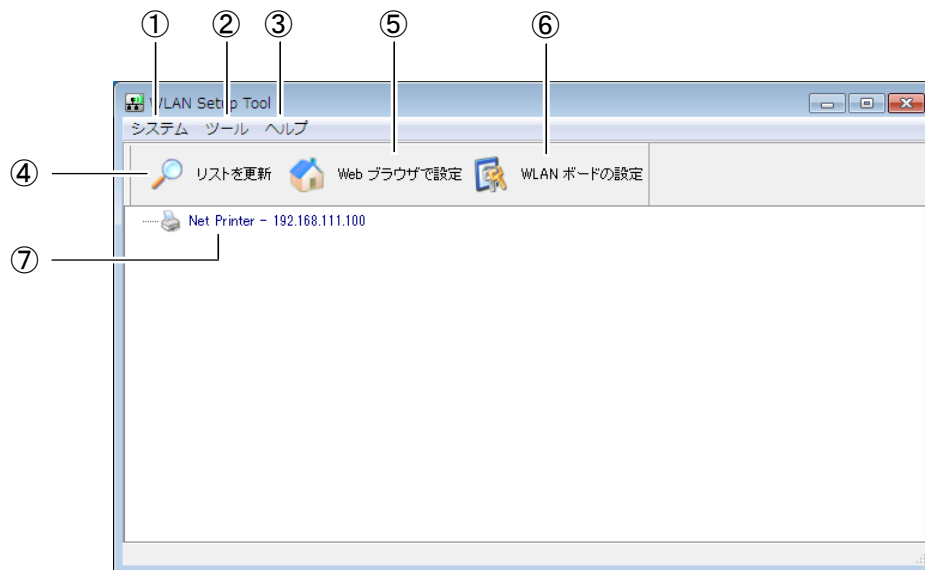 ① ② ③ ⑤ ⑥
WLAN Setup Tool
システム ツール ヘルプ
④ リストを更新 Web ブラウザで設定 WLAN ボードの設定
Net Printer - 192.168.111.100
⑦